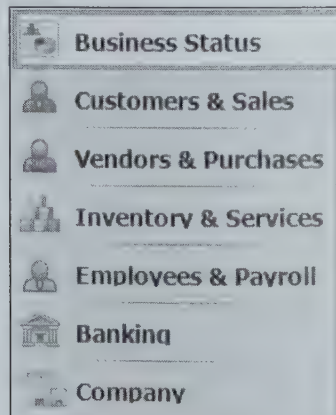 Business Status
Customers & Sales
Vendors & Purchases
Inventory & Services
Employees & Payroll
Banking
Company